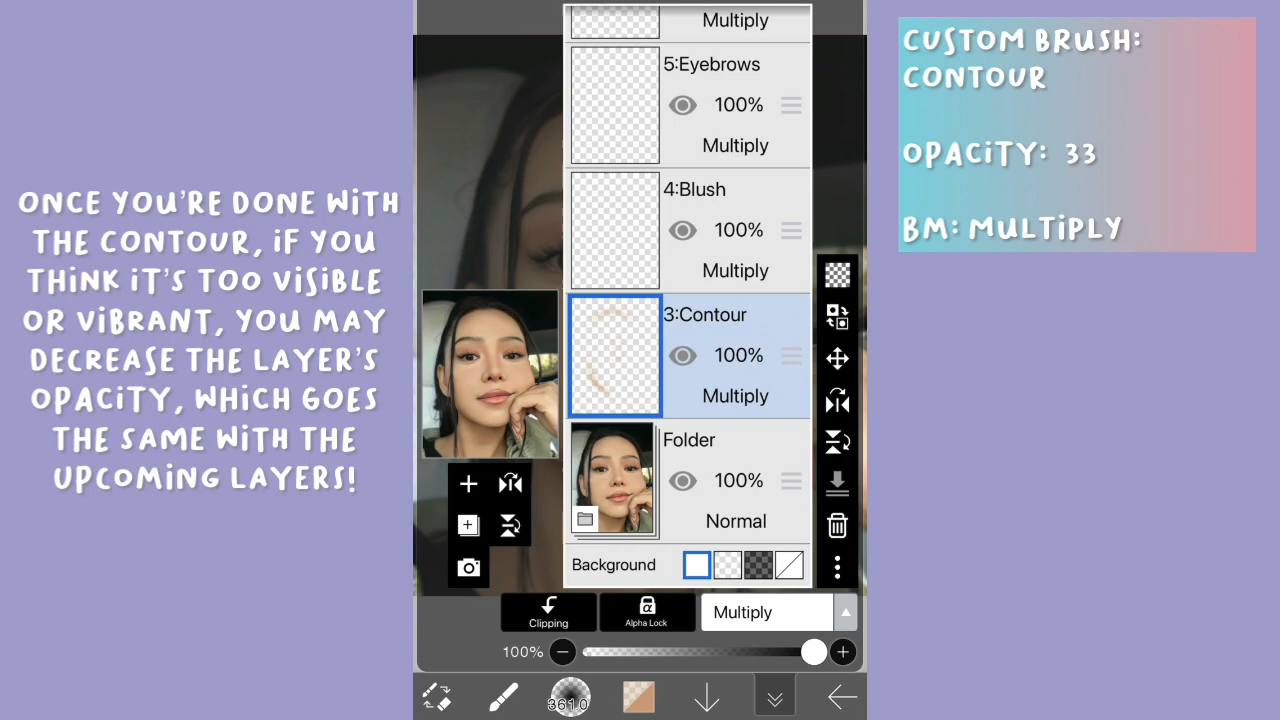 ONCE YOU'RE DONE WITH
THE CONTOUR, IF YOU
THINK IT'S TOO VISIBLE
OR VIBRANT, YOU MAY
DECREASE THE LAYER'S
OPACITY, WHICH GOES
THE SAME WITH THE
UPCOMING LAYERS!
Multiply
5:Eyebrows
100%
Multiply
4:Blush
100%
Multiply
3:Contour
100%
Multiply
Folder
100%
Normal
Background
Clipping
α
Alpha Lock
Multiply
100%
361.0
CUSTOM BRUSH:
CONTOUR
OPACITY: 33
BM: MULTIPLY